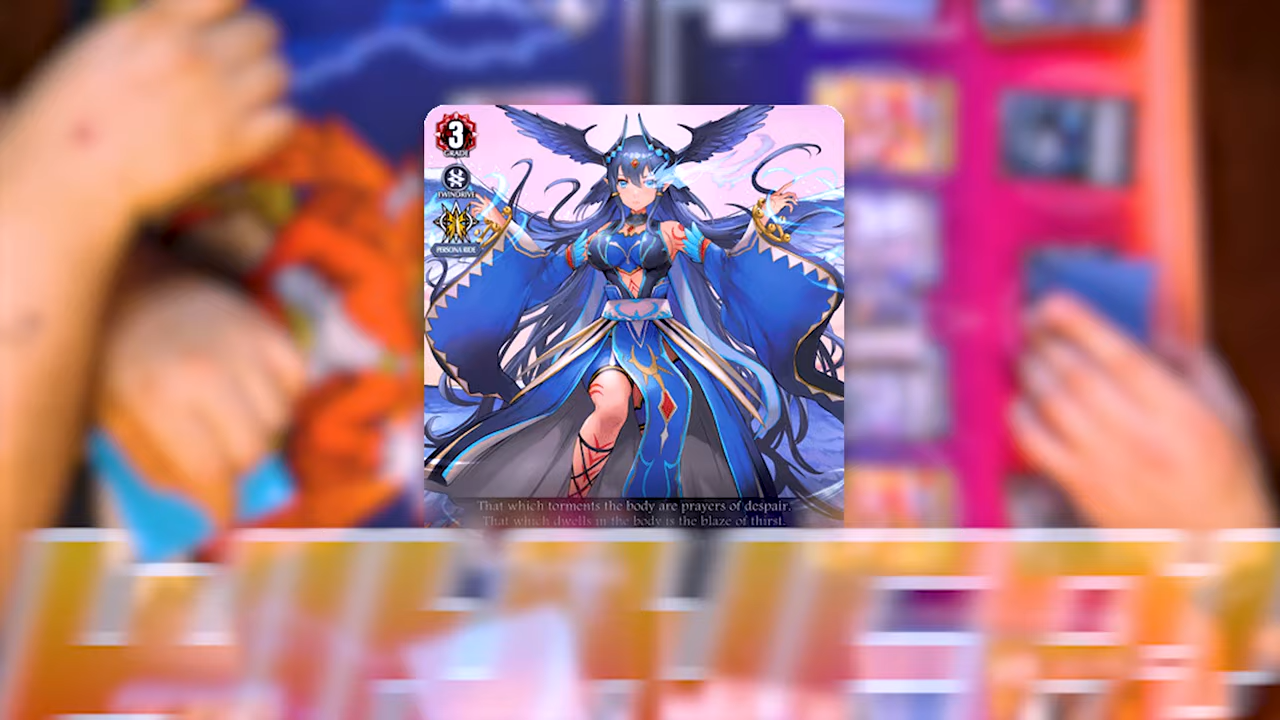 3
GRADE
TWINDRIVE
PERSONA RIDE
That which torments the body are prayers of despair.
That which dwells in the body is the blaze of thirst.